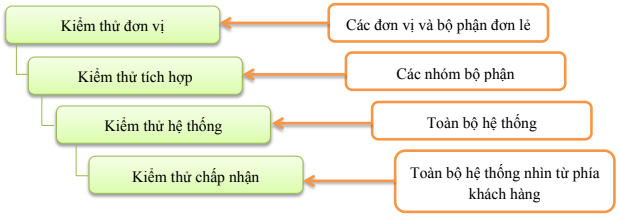 Kiểm thử đơn vị
Các đơn vị và bộ phận đơn lẻ
Kiểm thử tích hợp
Các nhóm bộ phận
Kiểm thử hệ thống
Toàn bộ hệ thống
Kiểm thử chấp nhận
Toàn bộ hệ thống nhìn từ phía
khách hàng